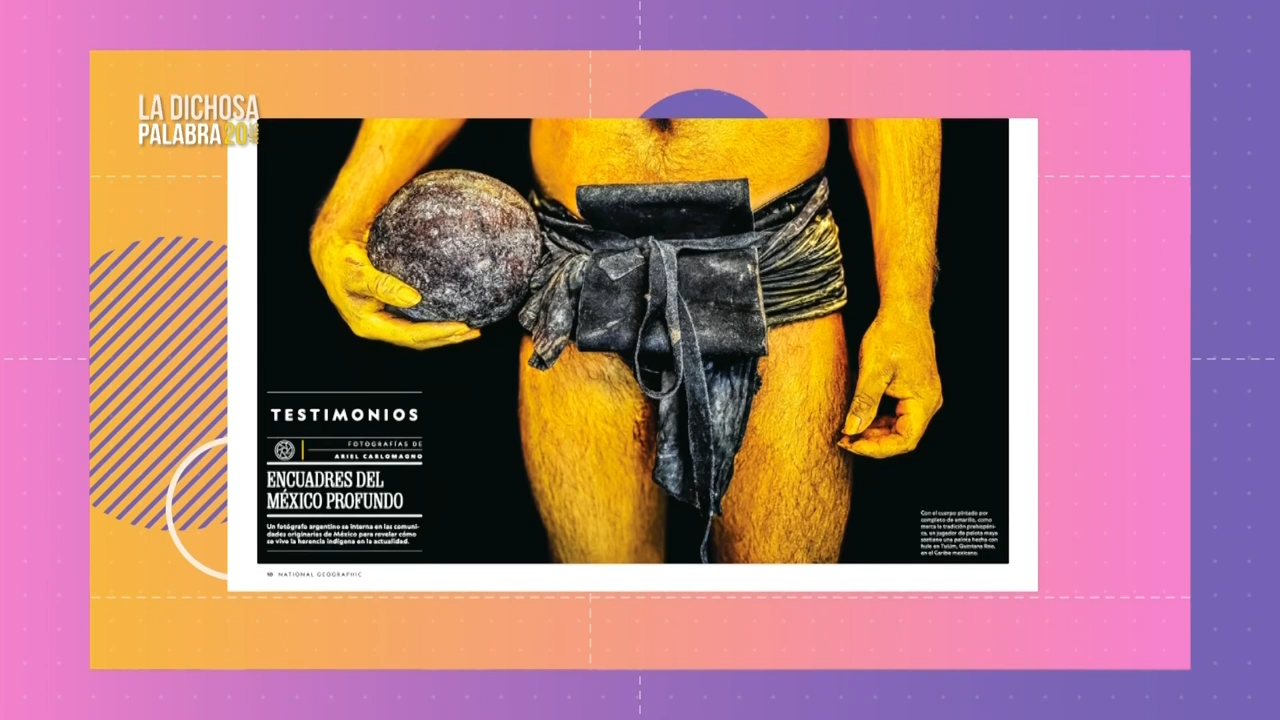 LA DICHOSA
PALABRA 20
TESTIMONIOS
FOTOGRAFÍAS DE
ARIEL CARLOMAGNO
ENCUADRES DEL
MÉXICO PROFUNDO
Un fotógrafo argentino se interna en las comuni-
dades originarias de México para revelar cómo
se vive la herencia indígena en la actualidad.
Con el cuerpo pintado por
completo de amarillo, como
marca la tradición prehispáni-
ca, un jugador de pelota maya
sostiene una pelota hecha con
hule en Tulúm, Quintana Roo,
en el Caribe mexicano.
NATIONAL GEOGRAPHIC